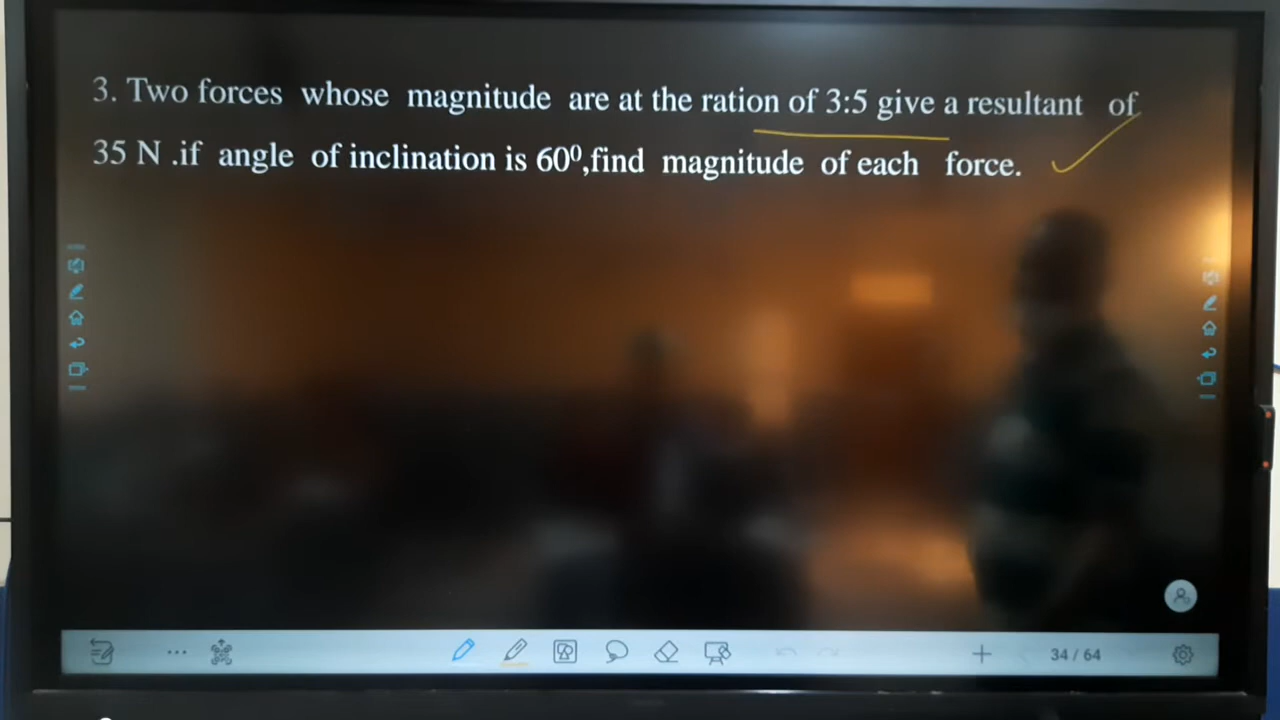 3. Two forces whose magnitude are at the ration of 3:5 give a resultant of
35 N .if angle of inclination is 60⁰,find magnitude of each force.
34 / 64